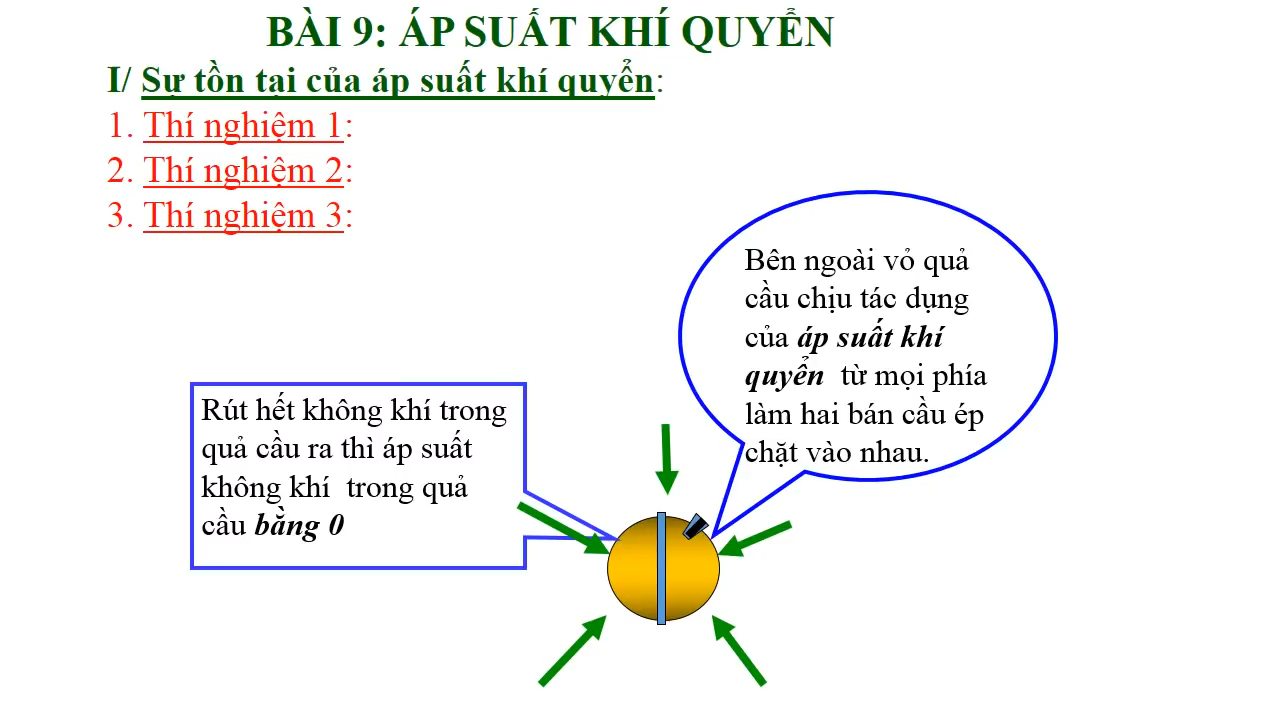 BÀI 9: ÁP SUẤT KHÍ QUYỂN
I/ Sự tồn tại của áp suất khí quyển:
1. Thí nghiệm 1:
2. Thí nghiệm 2:
3. Thí nghiệm 3:
Bên ngoài vỏ quả
cầu chịu tác dụng
của áp suất khí
quyển từ mọi phía
làm hai bán cầu ép
chặt vào nhau.
Rút hết không khí trong
quả cầu ra thì áp suất
không khí trong quả
cầu bằng 0